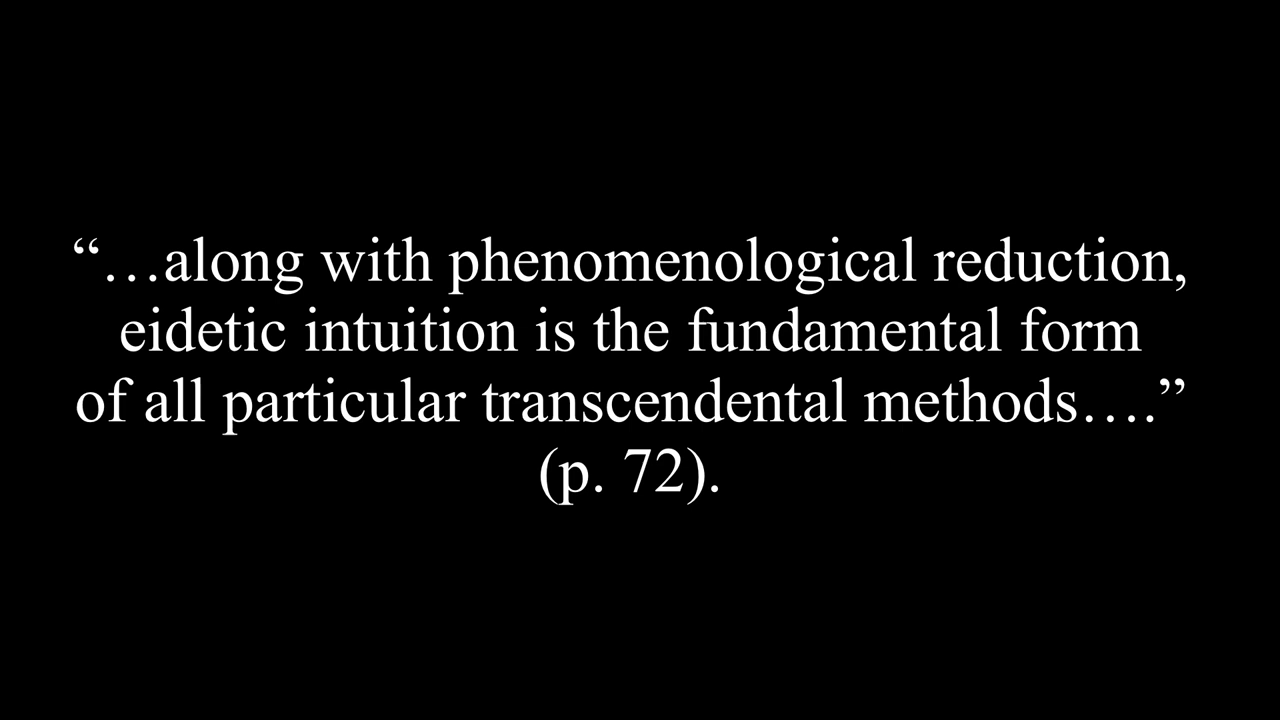 “…along with phenomenological reduction,
eidetic intuition is the fundamental form
of all particular transcendental methods….”
(p. 72).